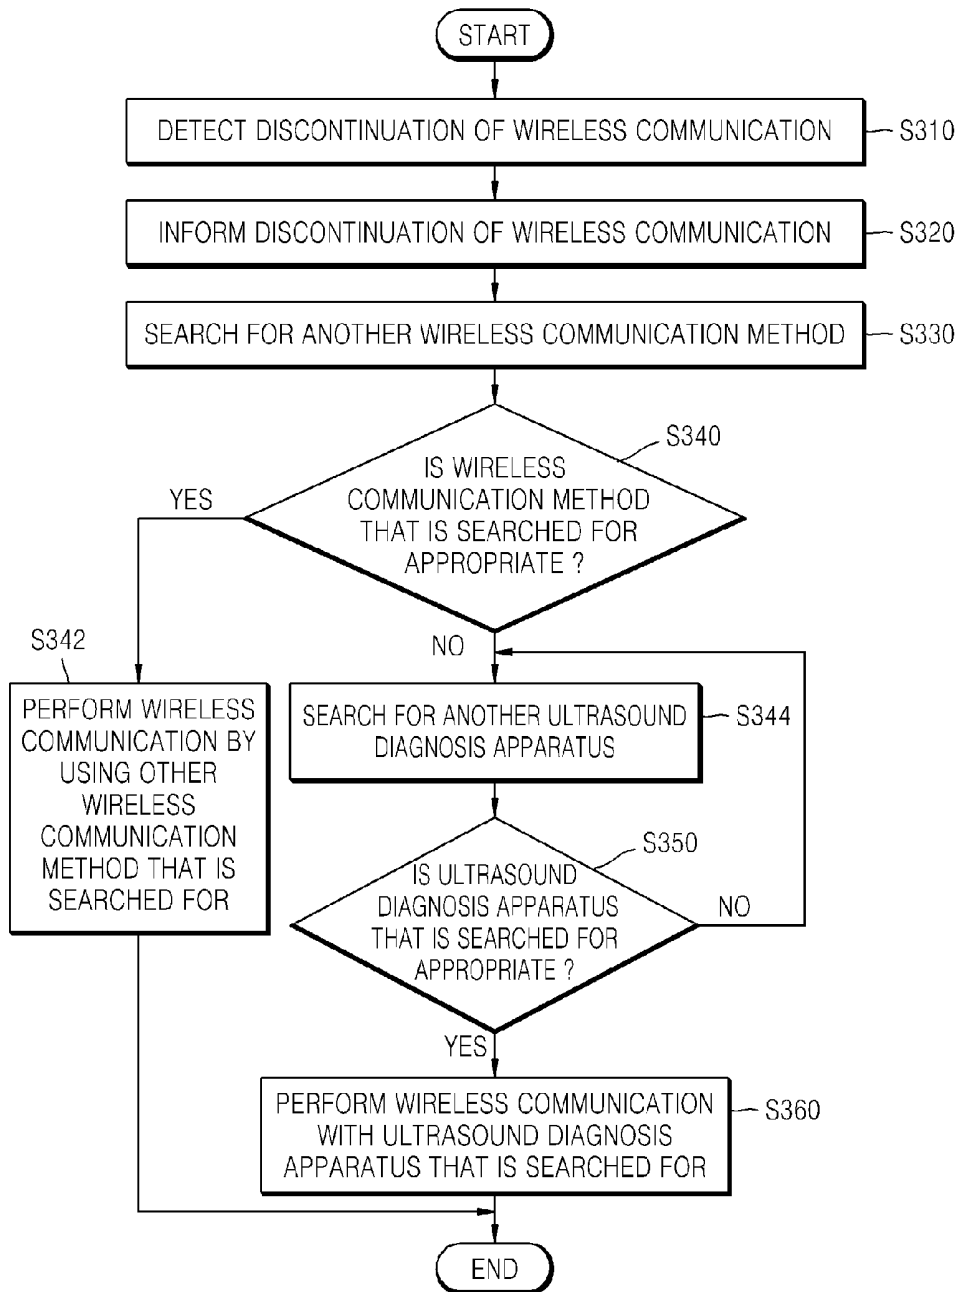 START
DETECT DISCONTINUATION OF WIRELESS COMMUNICATION
S310
INFORM DISCONTINUATION OF WIRELESS COMMUNICATION
S320
SEARCH FOR ANOTHER WIRELESS COMMUNICATION METHOD
S330
S340
IS WIRELESS
COMMUNICATION METHOD
THAT IS SEARCHED FOR
APPROPRIATE ?
YES
NO
S342
PERFORM WIRELESS
COMMUNICATION BY
USING OTHER
WIRELESS
COMMUNICATION
METHOD THAT IS
SEARCHED FOR
SEARCH FOR ANOTHER ULTRASOUND
DIAGNOSIS APPARATUS
S344
S350
IS ULTRASOUND
DIAGNOSIS APPARATUS
THAT IS SEARCHED FOR
APPROPRIATE ?
NO
YES
PERFORM WIRELESS COMMUNICATION
WITH ULTRASOUND DIAGNOSIS
APPARATUS THAT IS SEARCHED FOR
S360
END